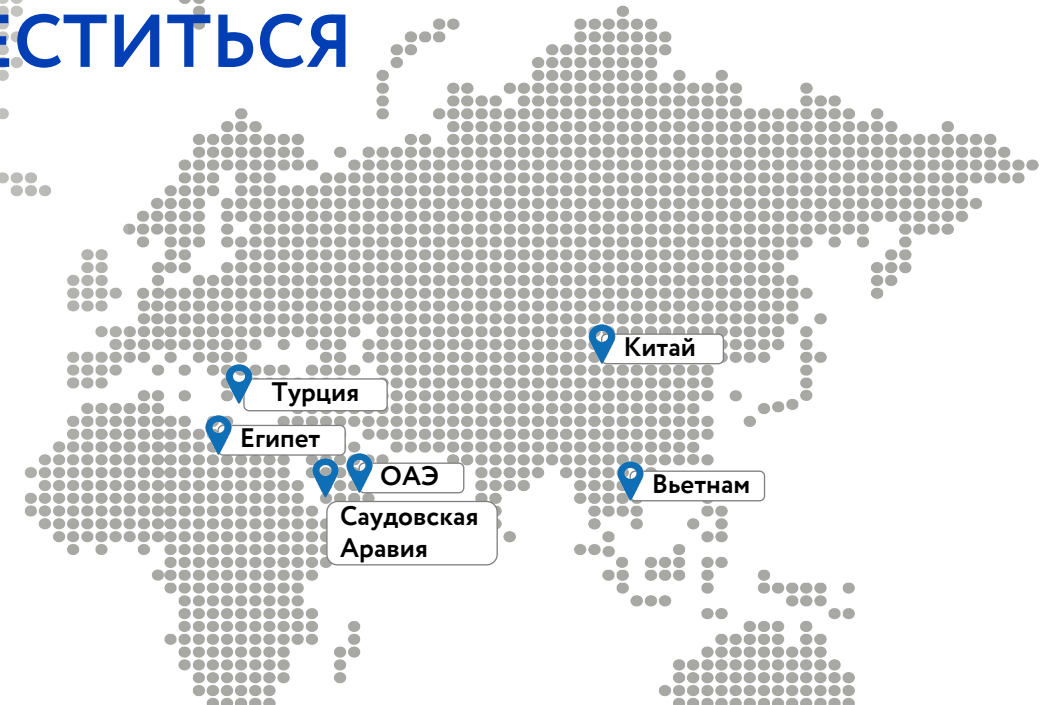 ЕСТИТЬСЯ
Китай
Турция
Египет
ОАЭ
Вьетнам
Саудовская
Аравия